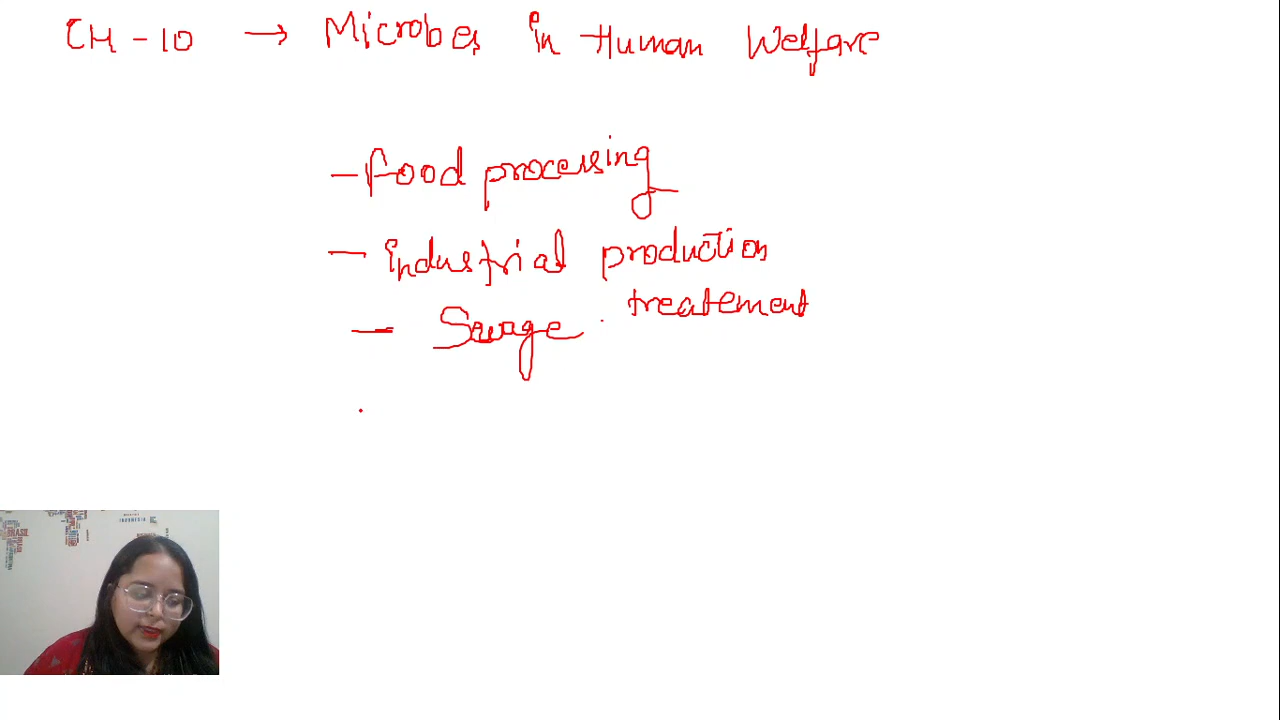 CH-10 → Microbes in Human Welfare
- Food processing
- industrial production
- Sewage treatement